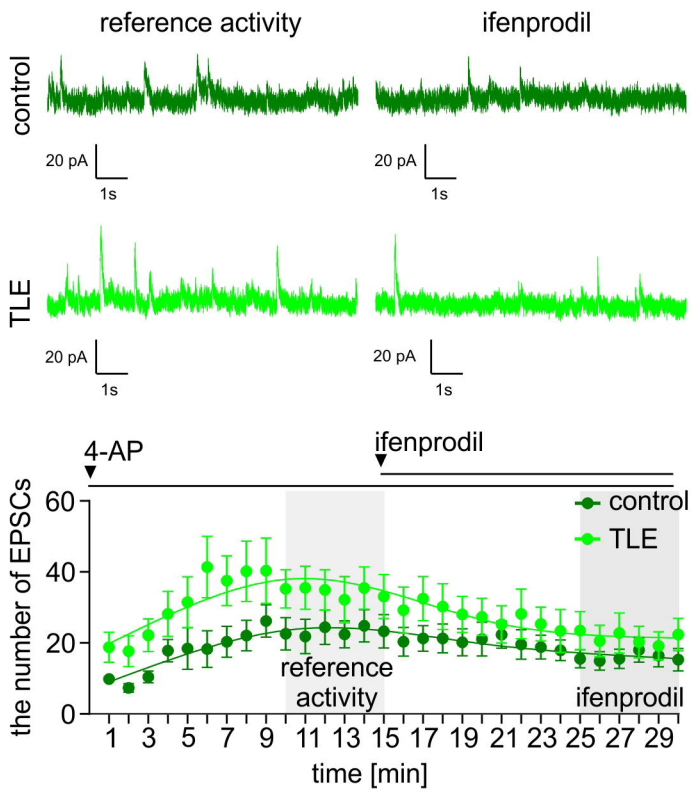 reference activity
ifenprodil
control
20 pA
1s
20 pA
1s
TLE
20 pA
1s
20 pA
1s
4-AP
ifenprodil
the number of EPSCs
60
40
20
0
control
TLE
reference
activity
ifenprodil
1 3 5 7 9 11 13 15 17 19 21 23 25 27 29
time [min]